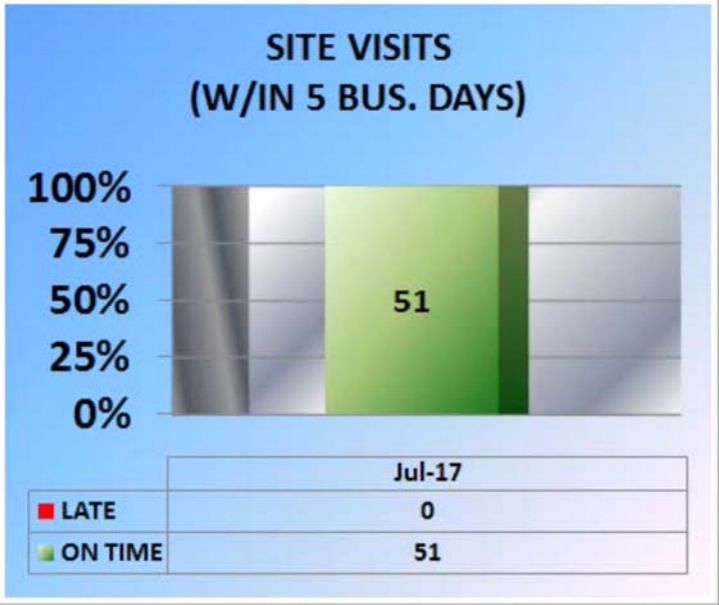 SITE VISITS
(W/IN 5 BUS. DAYS)
100%
75%
50%
25%
0%
51
Jul-17
LATE 0
ON TIME 51